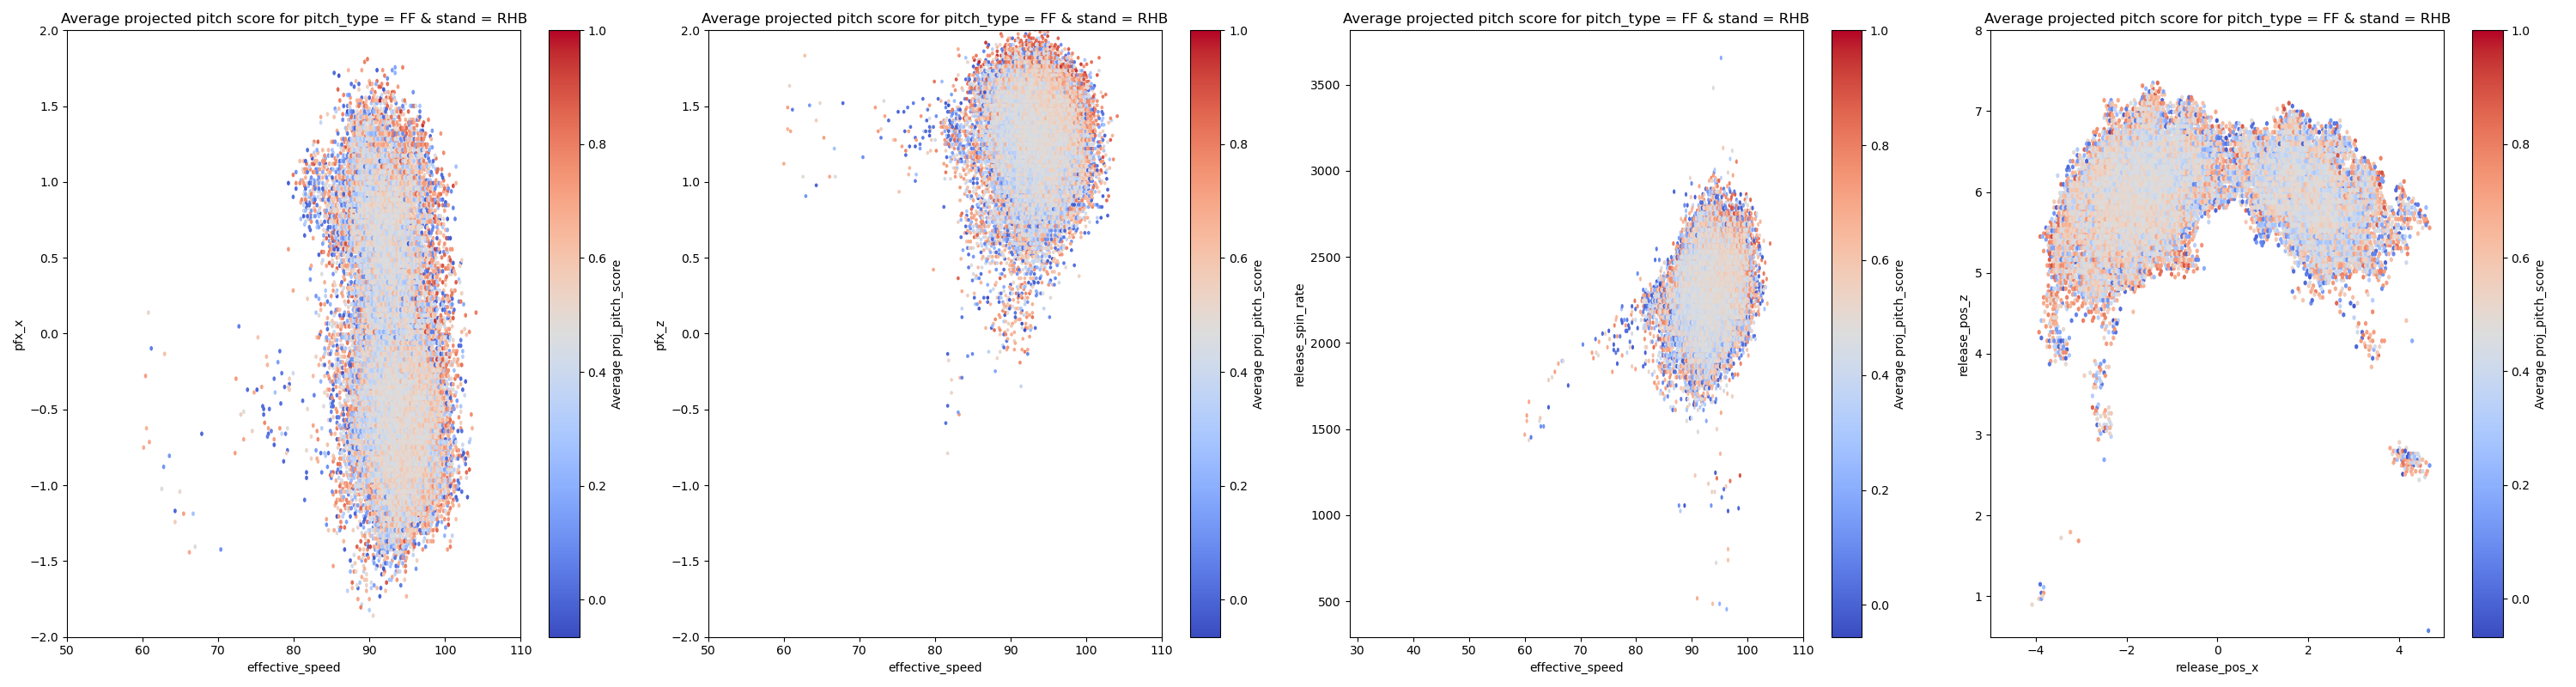 Average projected pitch score for pitch_type = FF & stand = RHB
2.0
1.5
1.0
0.5
0.0
−0.5
−1.0
−1.5
−2.0
pfx_x
50 60 70 80 90 100 110
effective_speed
1.0
0.8
0.6
0.4
0.2
0.0
Average proj_pitch_score
Average projected pitch score for pitch_type = FF & stand = RHB
2.0
1.5
1.0
0.5
0.0
−0.5
−1.0
−1.5
−2.0
pfx_z
50 60 70 80 90 100 110
effective_speed
1.0
0.8
0.6
0.4
0.2
0.0
Average proj_pitch_score
Average projected pitch score for pitch_type = FF & stand = RHB
3500
3000
2500
2000
1500
1000
500
release_spin_rate
30 40 50 60 70 80 90 100 110
effective_speed
1.0
0.8
0.6
0.4
0.2
0.0
Average proj_pitch_score
Average projected pitch score for pitch_type = FF & stand = RHB
8
7
6
5
4
3
2
1
release_pos_z
−4 −2 0 2 4
release_pos_x
1.0
0.8
0.6
0.4
0.2
0.0
Average proj_pitch_score